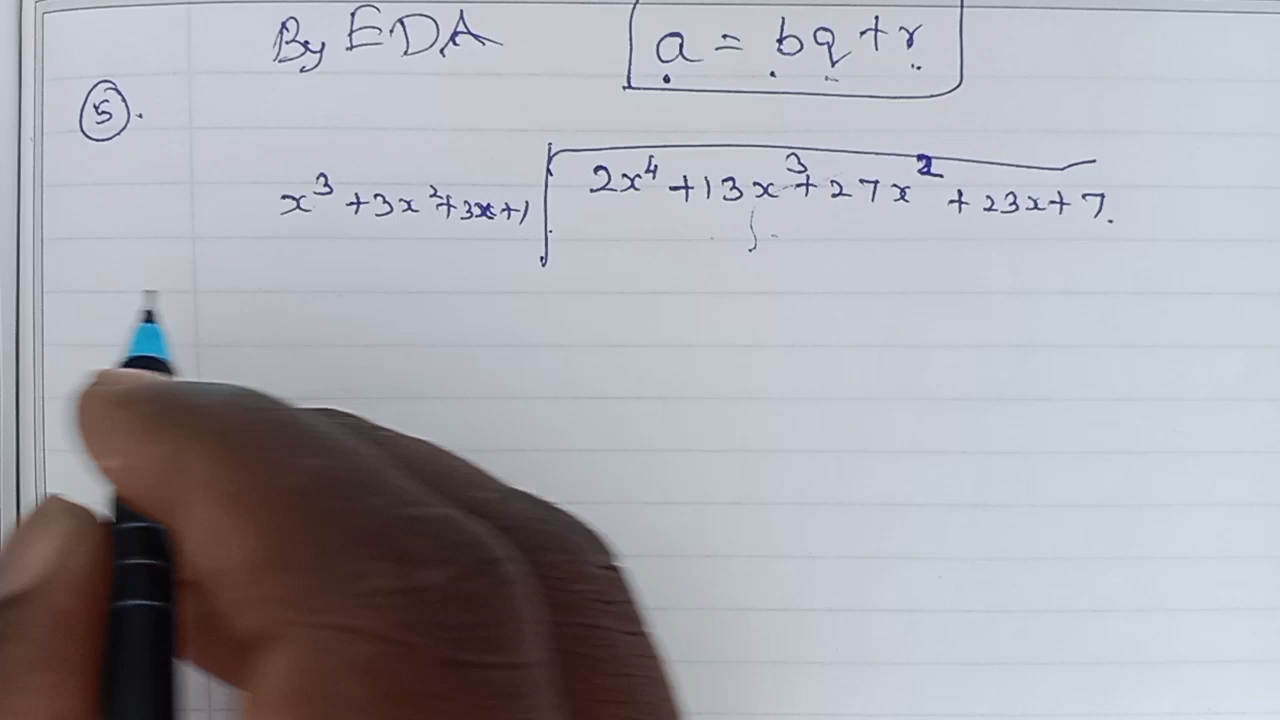 By EDA a = bq + r
5.
x³ + 3x² + 3x + 1 2x⁴ + 13x³ + 27x² + 23x + 7.